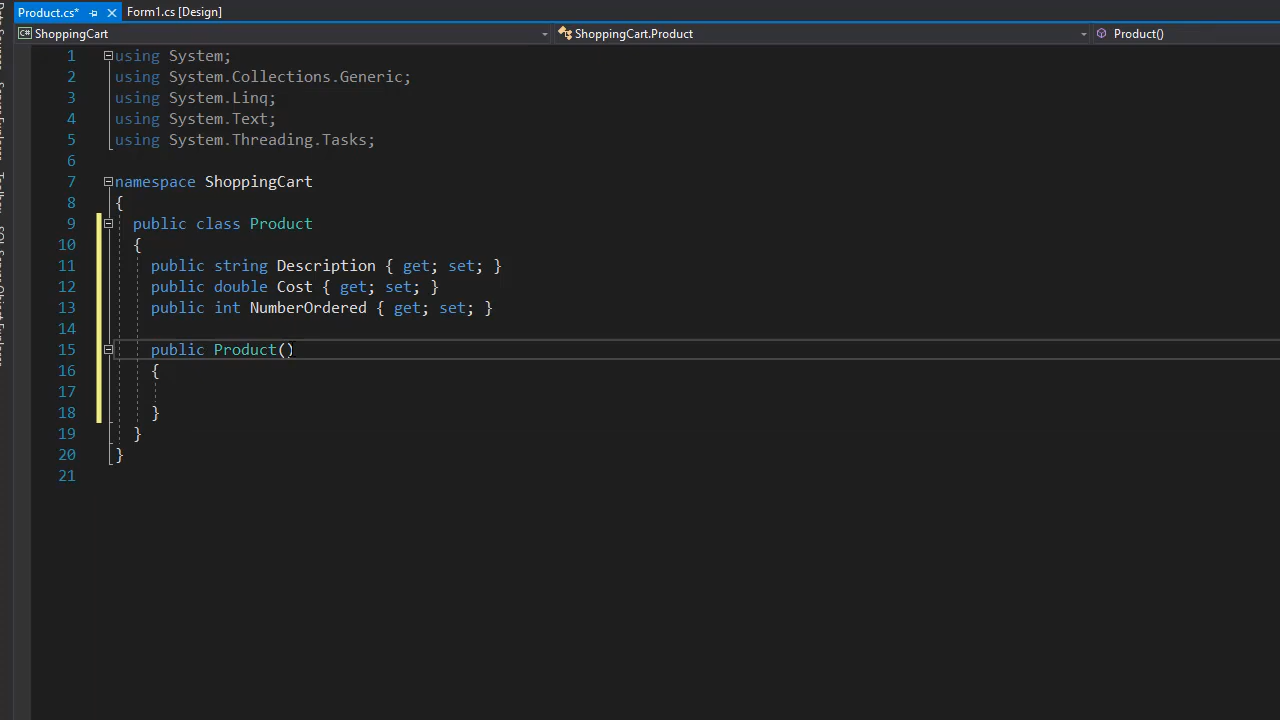 Product.cs* Form1.cs [Design]
C# ShoppingCart ShoppingCart.Product Product()
1 using System;
2 using System.Collections.Generic;
3 using System.Linq;
4 using System.Text;
5 using System.Threading.Tasks;
6
7 namespace ShoppingCart
8 {
9 public class Product
10 {
11 public string Description { get; set; }
12 public double Cost { get; set; }
13 public int NumberOrdered { get; set; }
14
15 public Product()
16 {
17
18 }
19 }
20 }
21